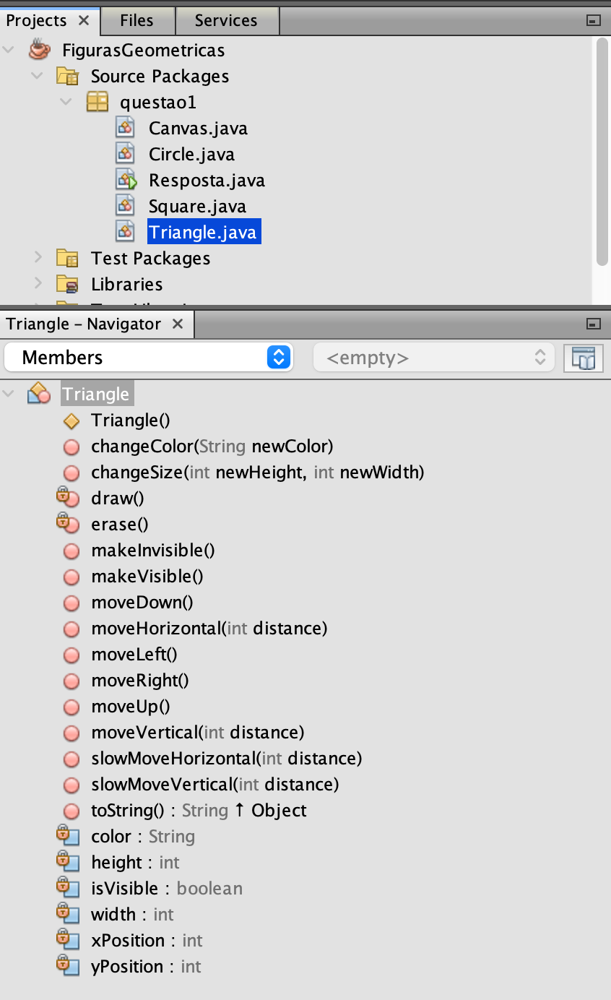 Projects Files Services
FigurasGeometricas
Source Packages
questao1
Canvas.java
Circle.java
Resposta.java
Square.java
Triangle.java
Test Packages
Libraries
Triangle – Navigator
Members <empty>
Triangle
Triangle()
changeColor(String newColor)
changeSize(int newHeight, int newWidth)
draw()
erase()
makeInvisible()
makeVisible()
moveDown()
moveHorizontal(int distance)
moveLeft()
moveRight()
moveUp()
moveVertical(int distance)
slowMoveHorizontal(int distance)
slowMoveVertical(int distance)
toString() : String ↑ Object
color : String
height : int
isVisible : boolean
width : int
xPosition : int
yPosition : int